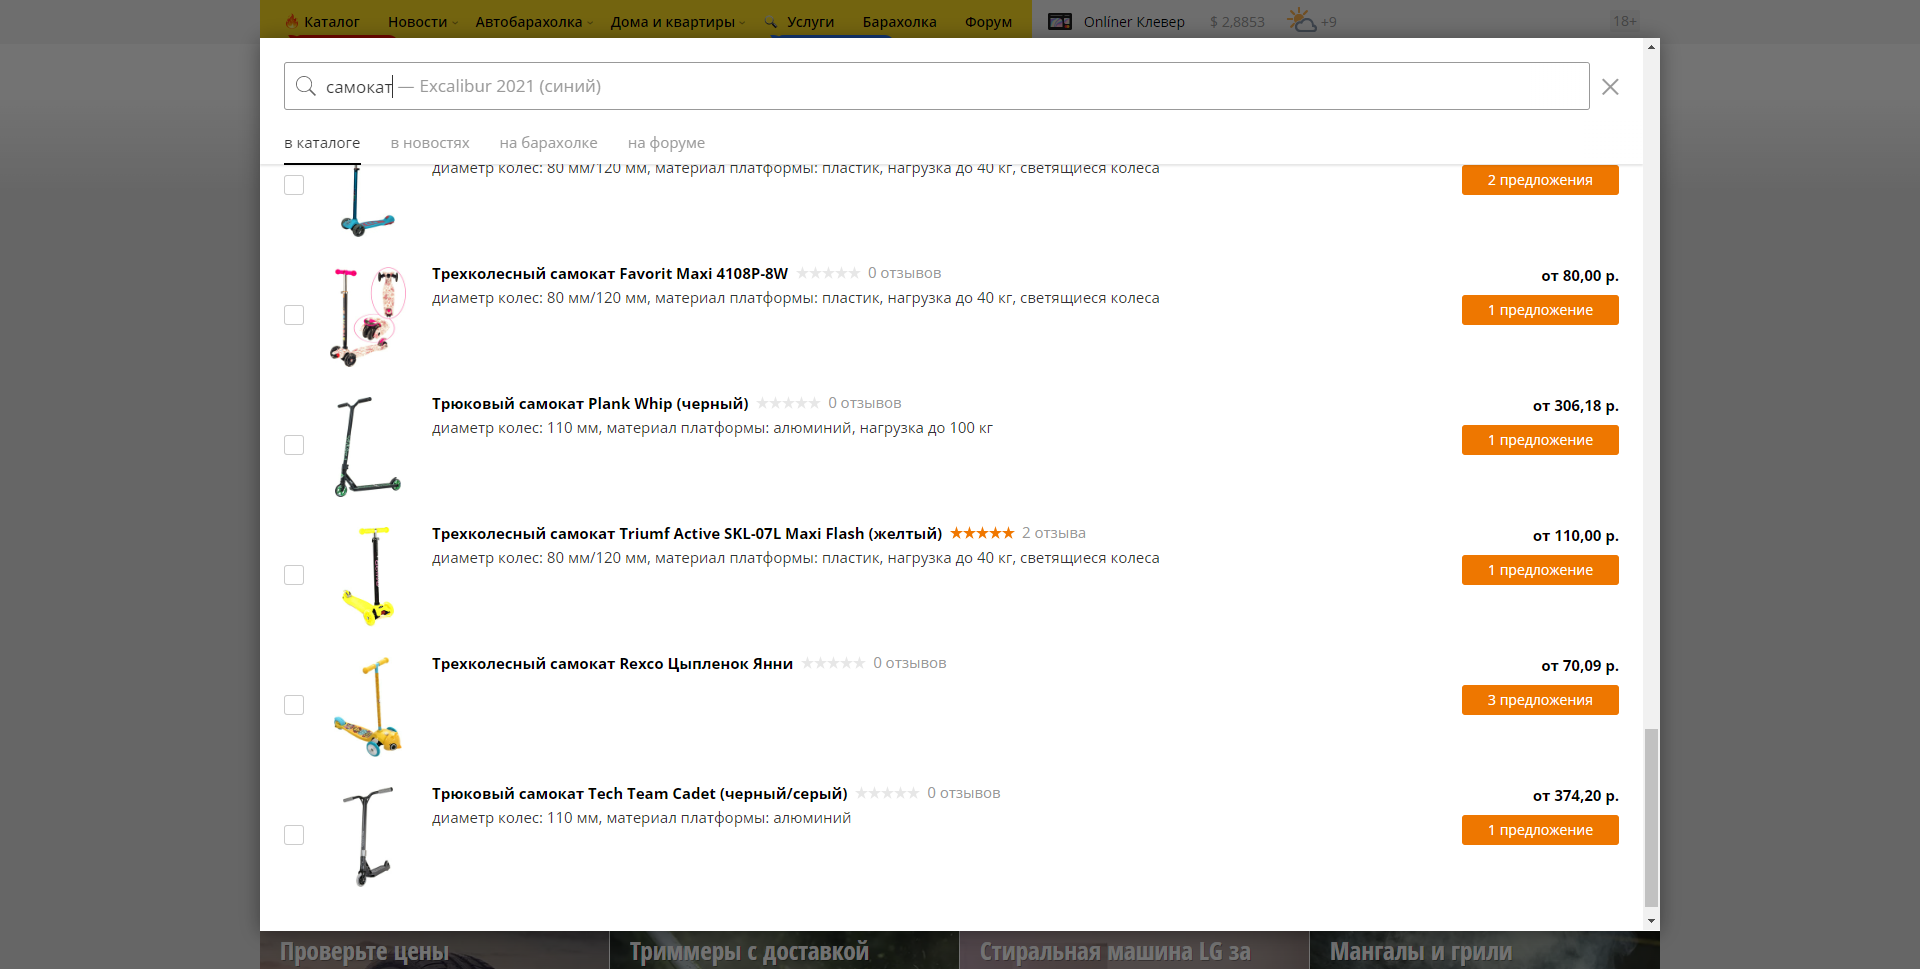 Каталог Новости Автобарахолка Дома и квартиры Услуги Барахолка Форум Onlíner Клевер $ 2,8853 +9 18+
самокат — Excalibur 2021 (синий)
в каталоге в новостях на барахолке на форуме
диаметр колес: 80 мм/120 мм, материал платформы: пластик, нагрузка до 40 кг, светящиеся колеса
2 предложения
Трехколесный самокат Favorit Maxi 4108P-8W 0 отзывов
от 80,00 р.
диаметр колес: 80 мм/120 мм, материал платформы: пластик, нагрузка до 40 кг, светящиеся колеса
1 предложение
Трюковый самокат Plank Whip (черный) 0 отзывов
от 306,18 р.
диаметр колес: 110 мм, материал платформы: алюминий, нагрузка до 100 кг
1 предложение
Трехколесный самокат Triumf Active SKL-07L Maxi Flash (желтый) 2 отзыва
от 110,00 р.
диаметр колес: 80 мм/120 мм, материал платформы: пластик, нагрузка до 40 кг, светящиеся колеса
1 предложение
Трехколесный самокат Rexco Цыпленок Янни 0 отзывов
от 70,09 р.
3 предложения
Трюковый самокат Tech Team Cadet (черный/серый) 0 отзывов
от 374,20 р.
диаметр колес: 110 мм, материал платформы: алюминий
1 предложение
Проверьте цены Триммеры с доставкой Стиральная машина LG за Мангалы и грили